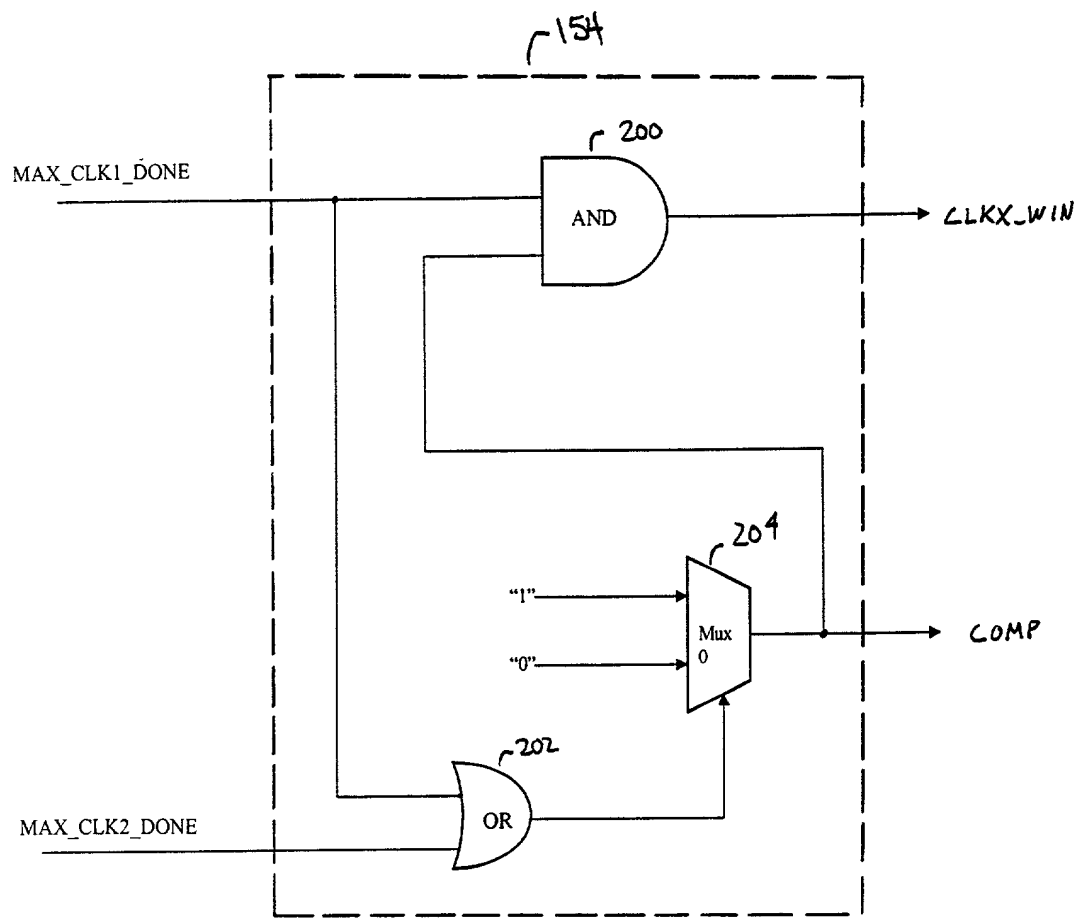 154
200
MAX_CLK1_DONE
AND
CLKX_WIN
204
“1”
Mux
0
“0”
COMP
202
MAX_CLK2_DONE
OR